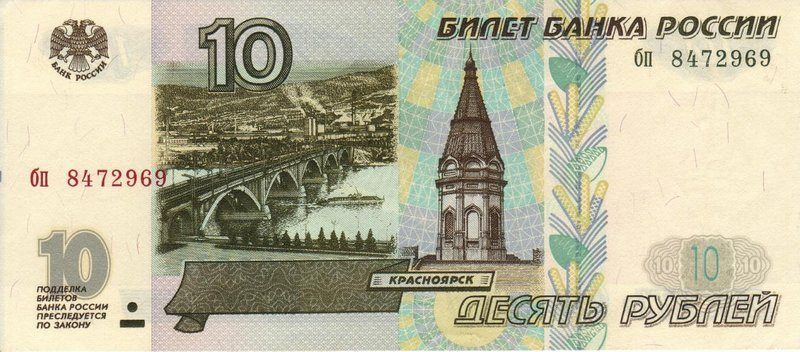 10
БИЛЕТ БАНКА РОССИИ
бп 8472969
БАНК РОССИИ
бп 8472969
10
ПОДДЕЛКА
БИЛЕТОВ
БАНКА РОССИИ
ПРЕСЛЕДУЕТСЯ
ПО ЗАКОНУ
КРАСНОЯРСК
10 10 10
ДЕСЯТЬ РУБЛЕЙ